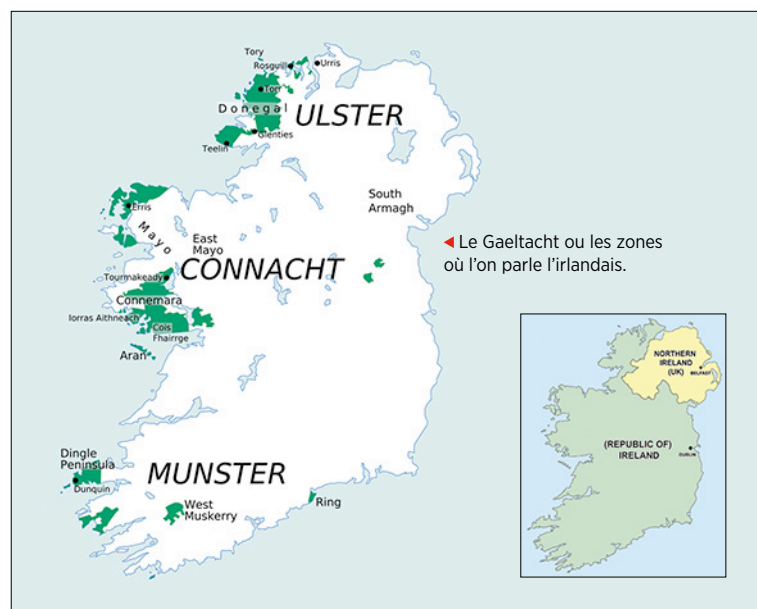 Tory
Rosguill
Urris
Torr
Donegal
ULSTER
Glenties
Teelin
South
Armagh
Erris
Mayo
East
Mayo
CONNACHT
Tourmakeady
Connemara
Iorras Aithneach
Cois
Fhairrge
Aran
◀ Le Gaeltacht ou les zones
où l'on parle l'irlandais.
Dingle
Peninsula
Dunquin
MUNSTER
West
Muskerry
Ring
NORTHERN
IRELAND
(UK)
BELFAST
(REPUBLIC OF)
IRELAND
DUBLIN